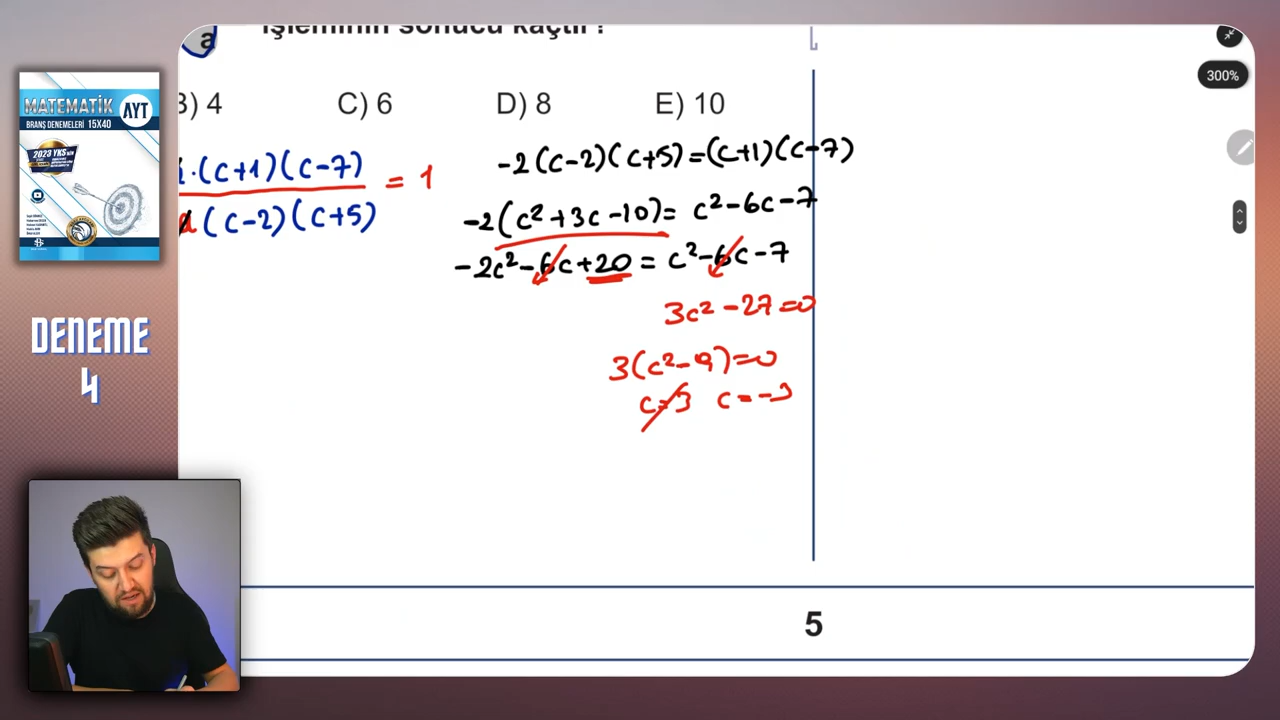 işleminin sonucu kaçtır?
a
300%
B) 4 C) 6 D) 8 E) 10
MATEMATİK AYT
BRANŞ DENEMELERİ 15X40
DENEME
4
·(c+1)(c-7)
= 1
(c-2)(c+5)
-2(c-2)(c+5)=(c+1)(c-7)
-2(c²+3c-10)= c²-6c-7
-2c²-6c+20 = c²-6c-7
3c²-27=0
3(c²-9)=0
c=3 c=-3
5